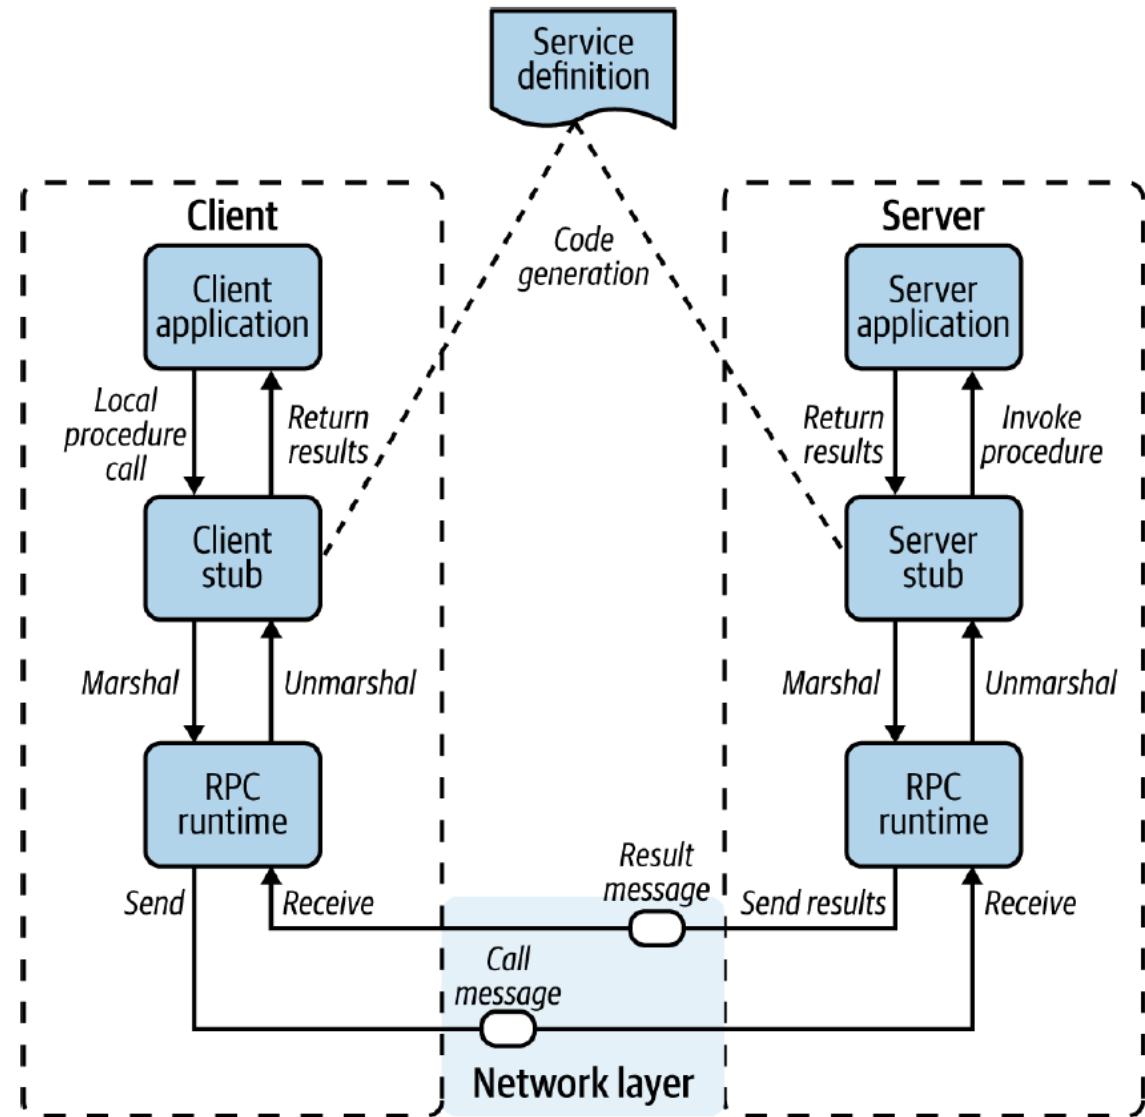 Service
definition
Client
Server
Code
generation
Client
application
Server
application
Local
procedure
call
Return
results
Return
results
Invoke
procedure
Client
stub
Server
stub
Marshal
Unmarshal
Marshal
Unmarshal
RPC
runtime
RPC
runtime
Send
Receive
Result
message
Send results
Receive
Call
message
Network layer